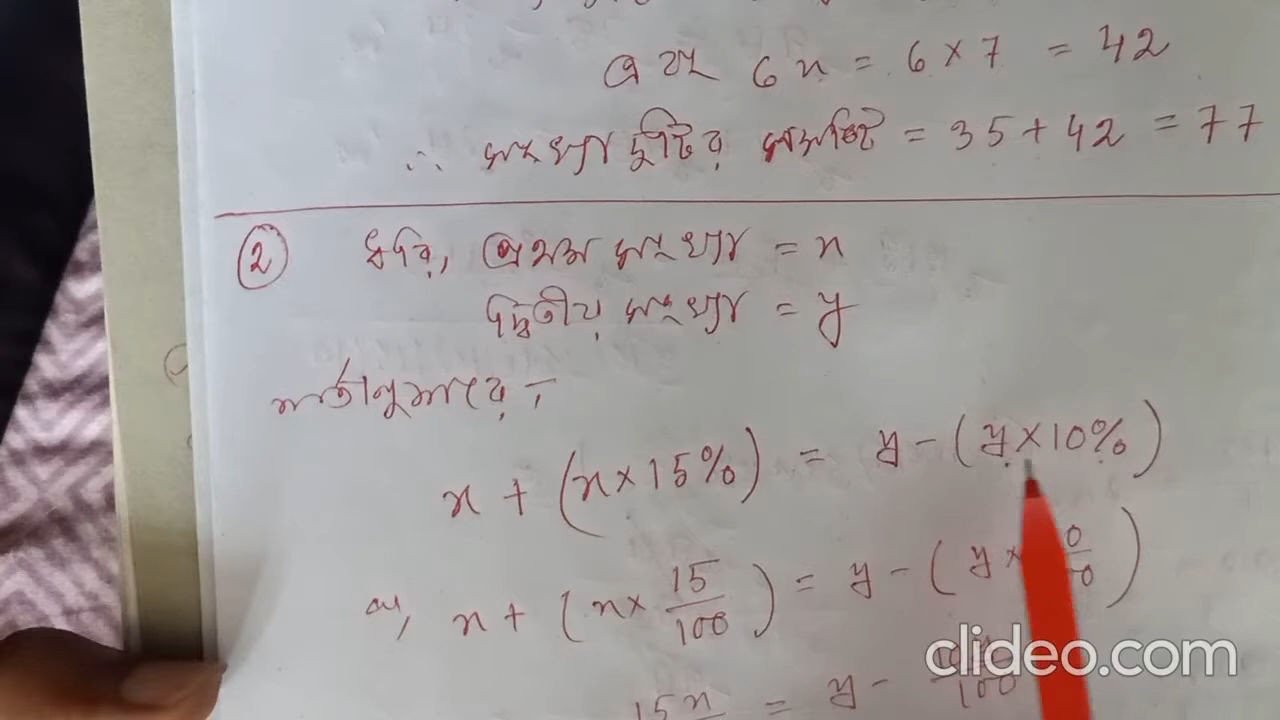 এবং 6x = 6 × 7 = 42
∴ সংখ্যা দুটির সমষ্টি = 35 + 42 = 77
② ধরি, প্রথম সংখ্যা = x
দ্বিতীয় সংখ্যা = y
শর্তানুসারে,-
x + (x × 15%) = y - (y × 10%)
বা, x + (x × 15/100) = y - (y ×
15x = y -
clideo.com